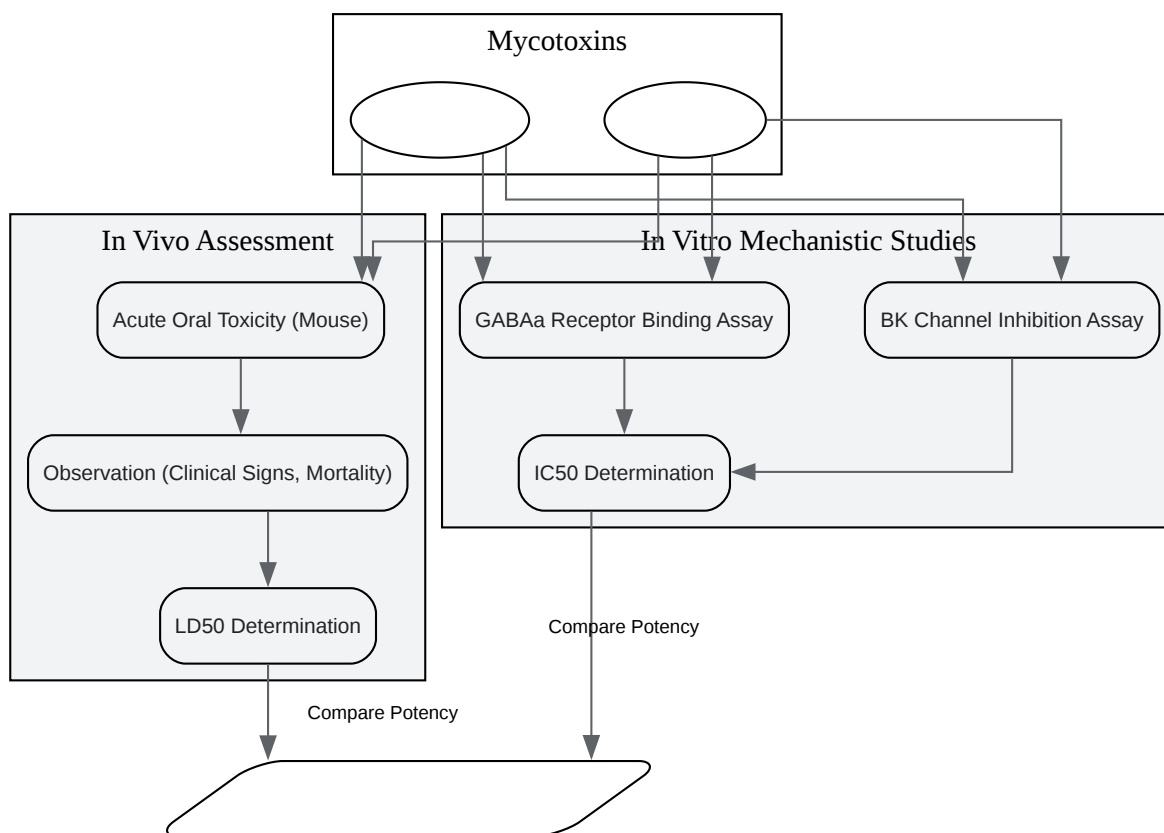 Mycotoxins
In Vivo Assessment
In Vitro Mechanistic Studies
Acute Oral Toxicity (Mouse)
GABAa Receptor Binding Assay
BK Channel Inhibition Assay
Observation (Clinical Signs, Mortality)
IC50 Determination
LD50 Determination
Compare Potency
Compare Potency